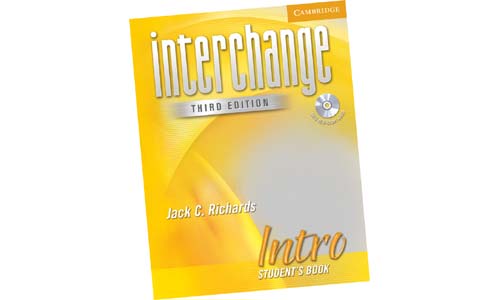 CAMBRIDGE
interchange
THIRD EDITION
Jack C. Richards
Intro
STUDENT'S BOOK